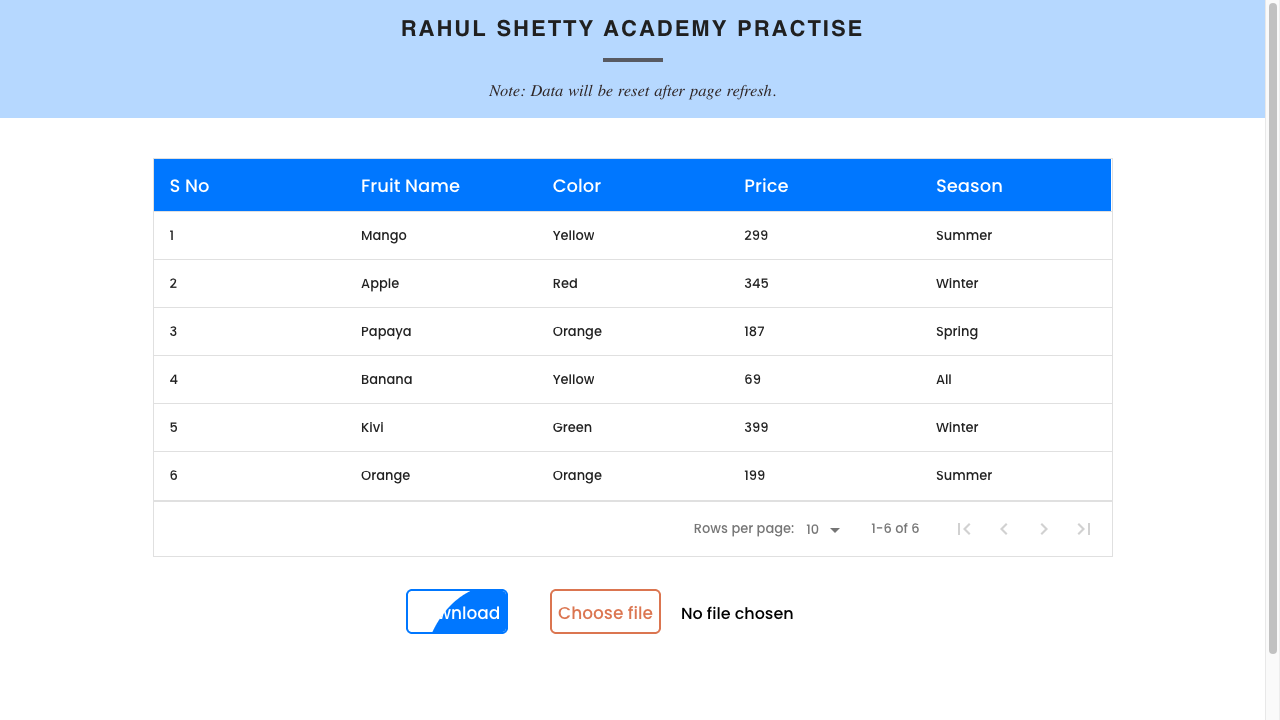 RAHUL SHETTY ACADEMY PRACTISE
Note: Data will be reset after page refresh.
S No Fruit Name Color Price Season
1 Mango Yellow 299 Summer
2 Apple Red 345 Winter
3 Papaya Orange 187 Spring
4 Banana Yellow 69 All
5 Kivi Green 399 Winter
6 Orange Orange 199 Summer
Rows per page: 10 1-6 of 6
Download Choose file No file chosen